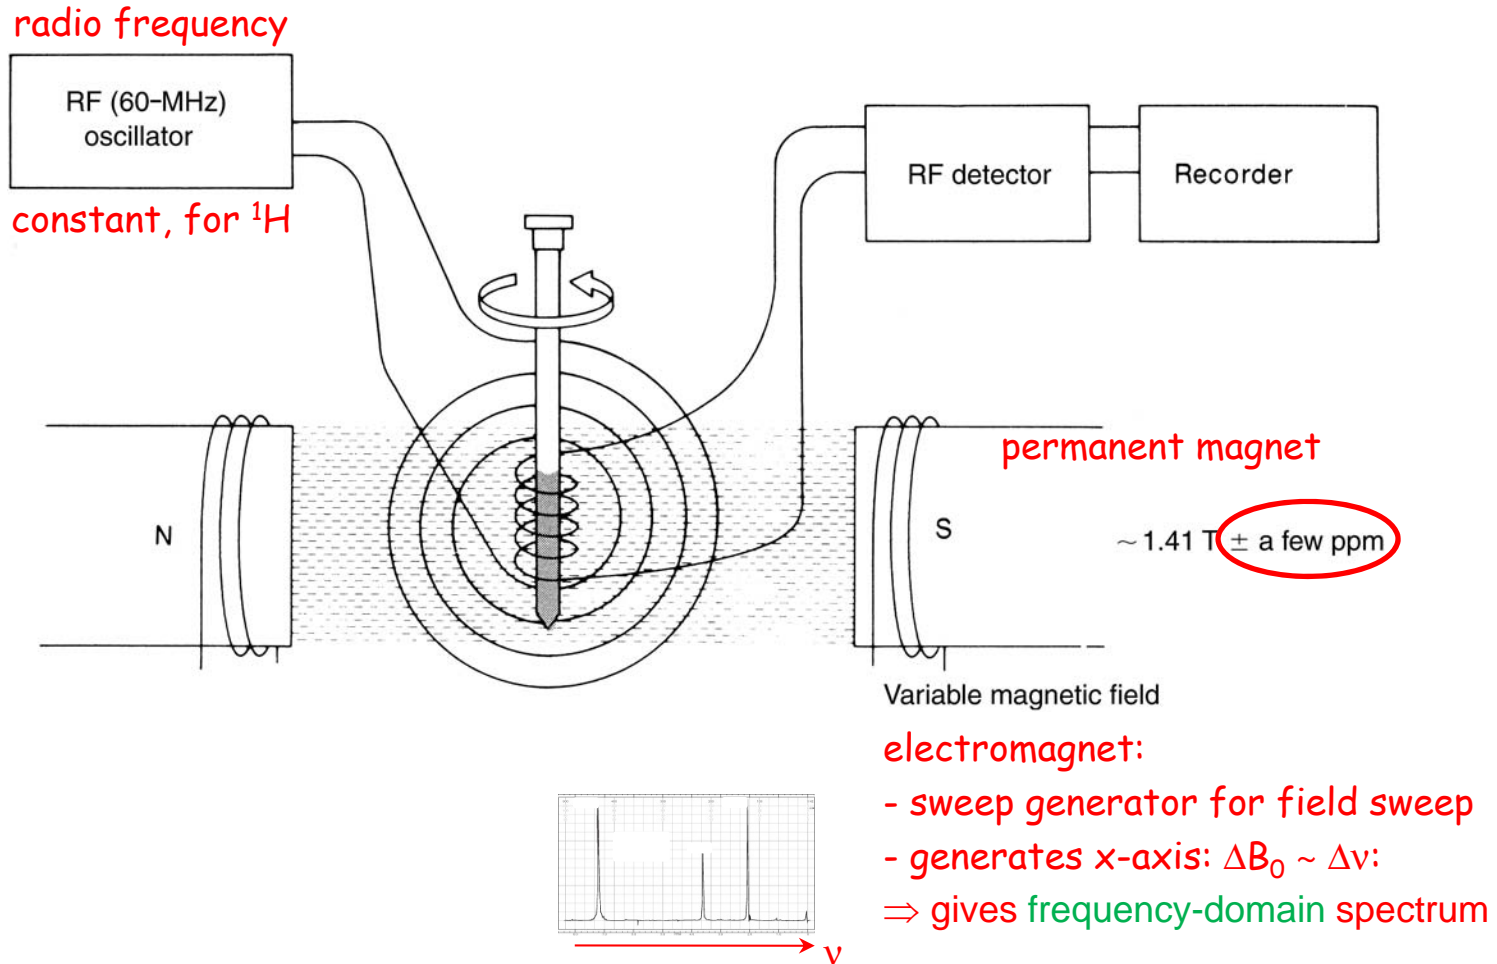 radio frequency
RF (60-MHz)
oscillator
constant, for ¹H
RF detector
Recorder
permanent magnet
N
S
~ 1.41 T ± a few ppm
Variable magnetic field
electromagnet:
- sweep generator for field sweep
- generates x-axis: ΔB₀ ~ Δν:
⇒ gives frequency-domain spectrum
ν